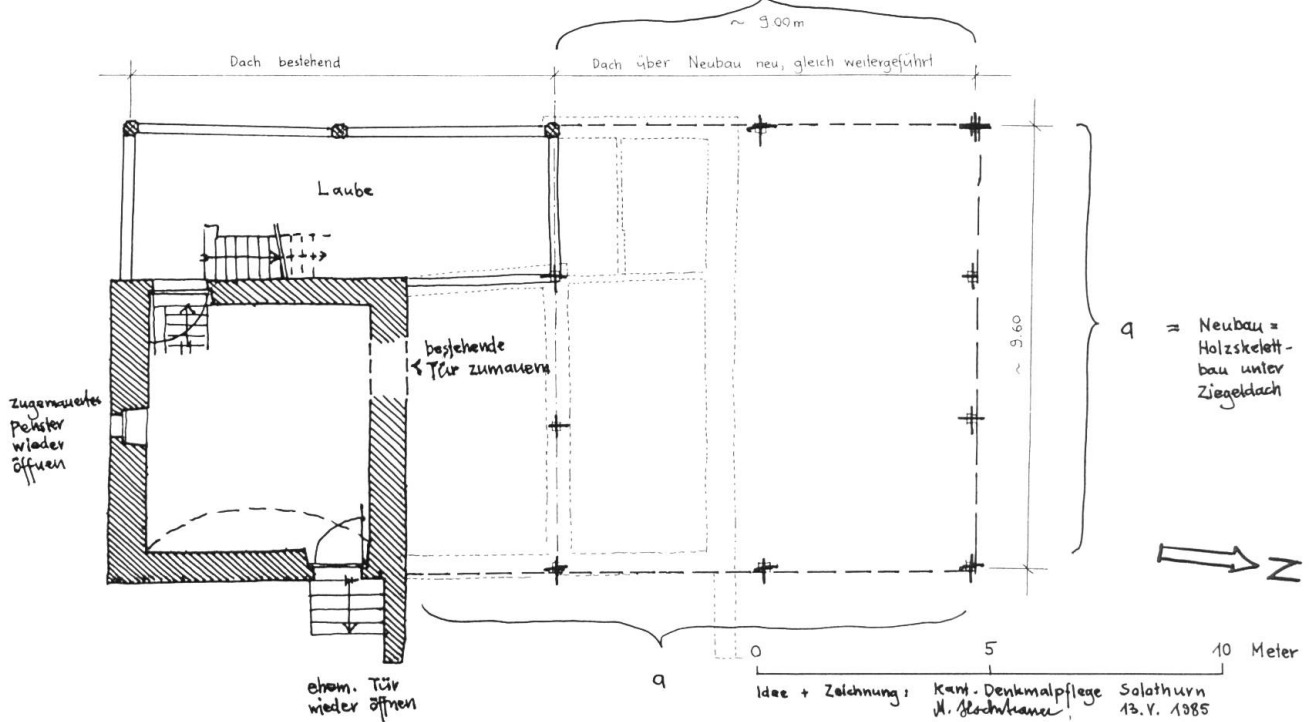 ~ 9.00m
Dach bestehend
Dach über Neubau neu, gleich weitergeführt
Laube
bestehende
Tür zumauern
zugemauertes
Fenster
wieder
öffnen
~ 9.60
a = Neubau =
Holzskelett-
bau unter
Ziegeldach
N
a
ehem. Tür
wieder öffnen
0 5 10 Meter
Idee + Zeichnung: Kant. Denkmalpflege Solothurn
13.V. 1985